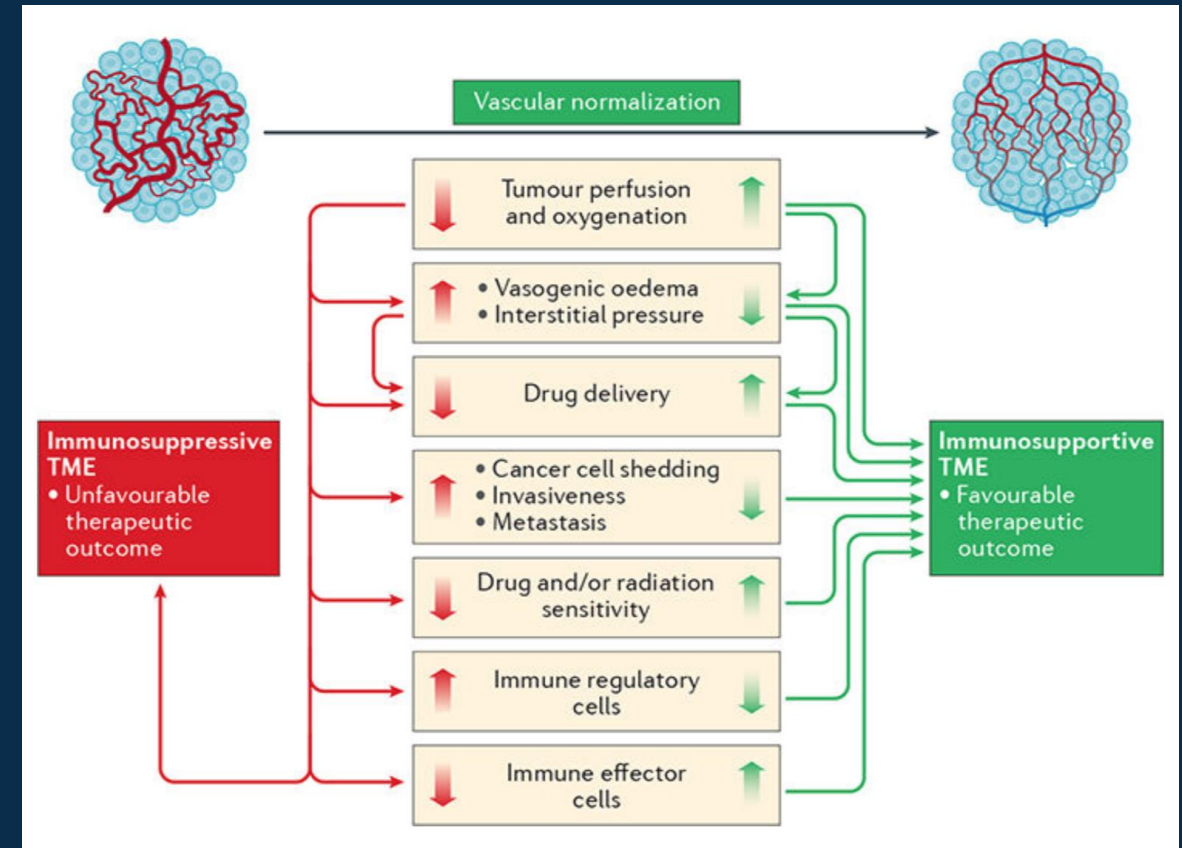 Vascular normalization
Tumour perfusion
and oxygenation
• Vasogenic oedema
• Interstitial pressure
Drug delivery
Immunosuppressive
TME
• Unfavourable
therapeutic
outcome
• Cancer cell shedding
• Invasiveness
• Metastasis
Immunosupportive
TME
• Favourable
therapeutic
outcome
Drug and/or radiation
sensitivity
Immune regulatory
cells
Immune effector
cells